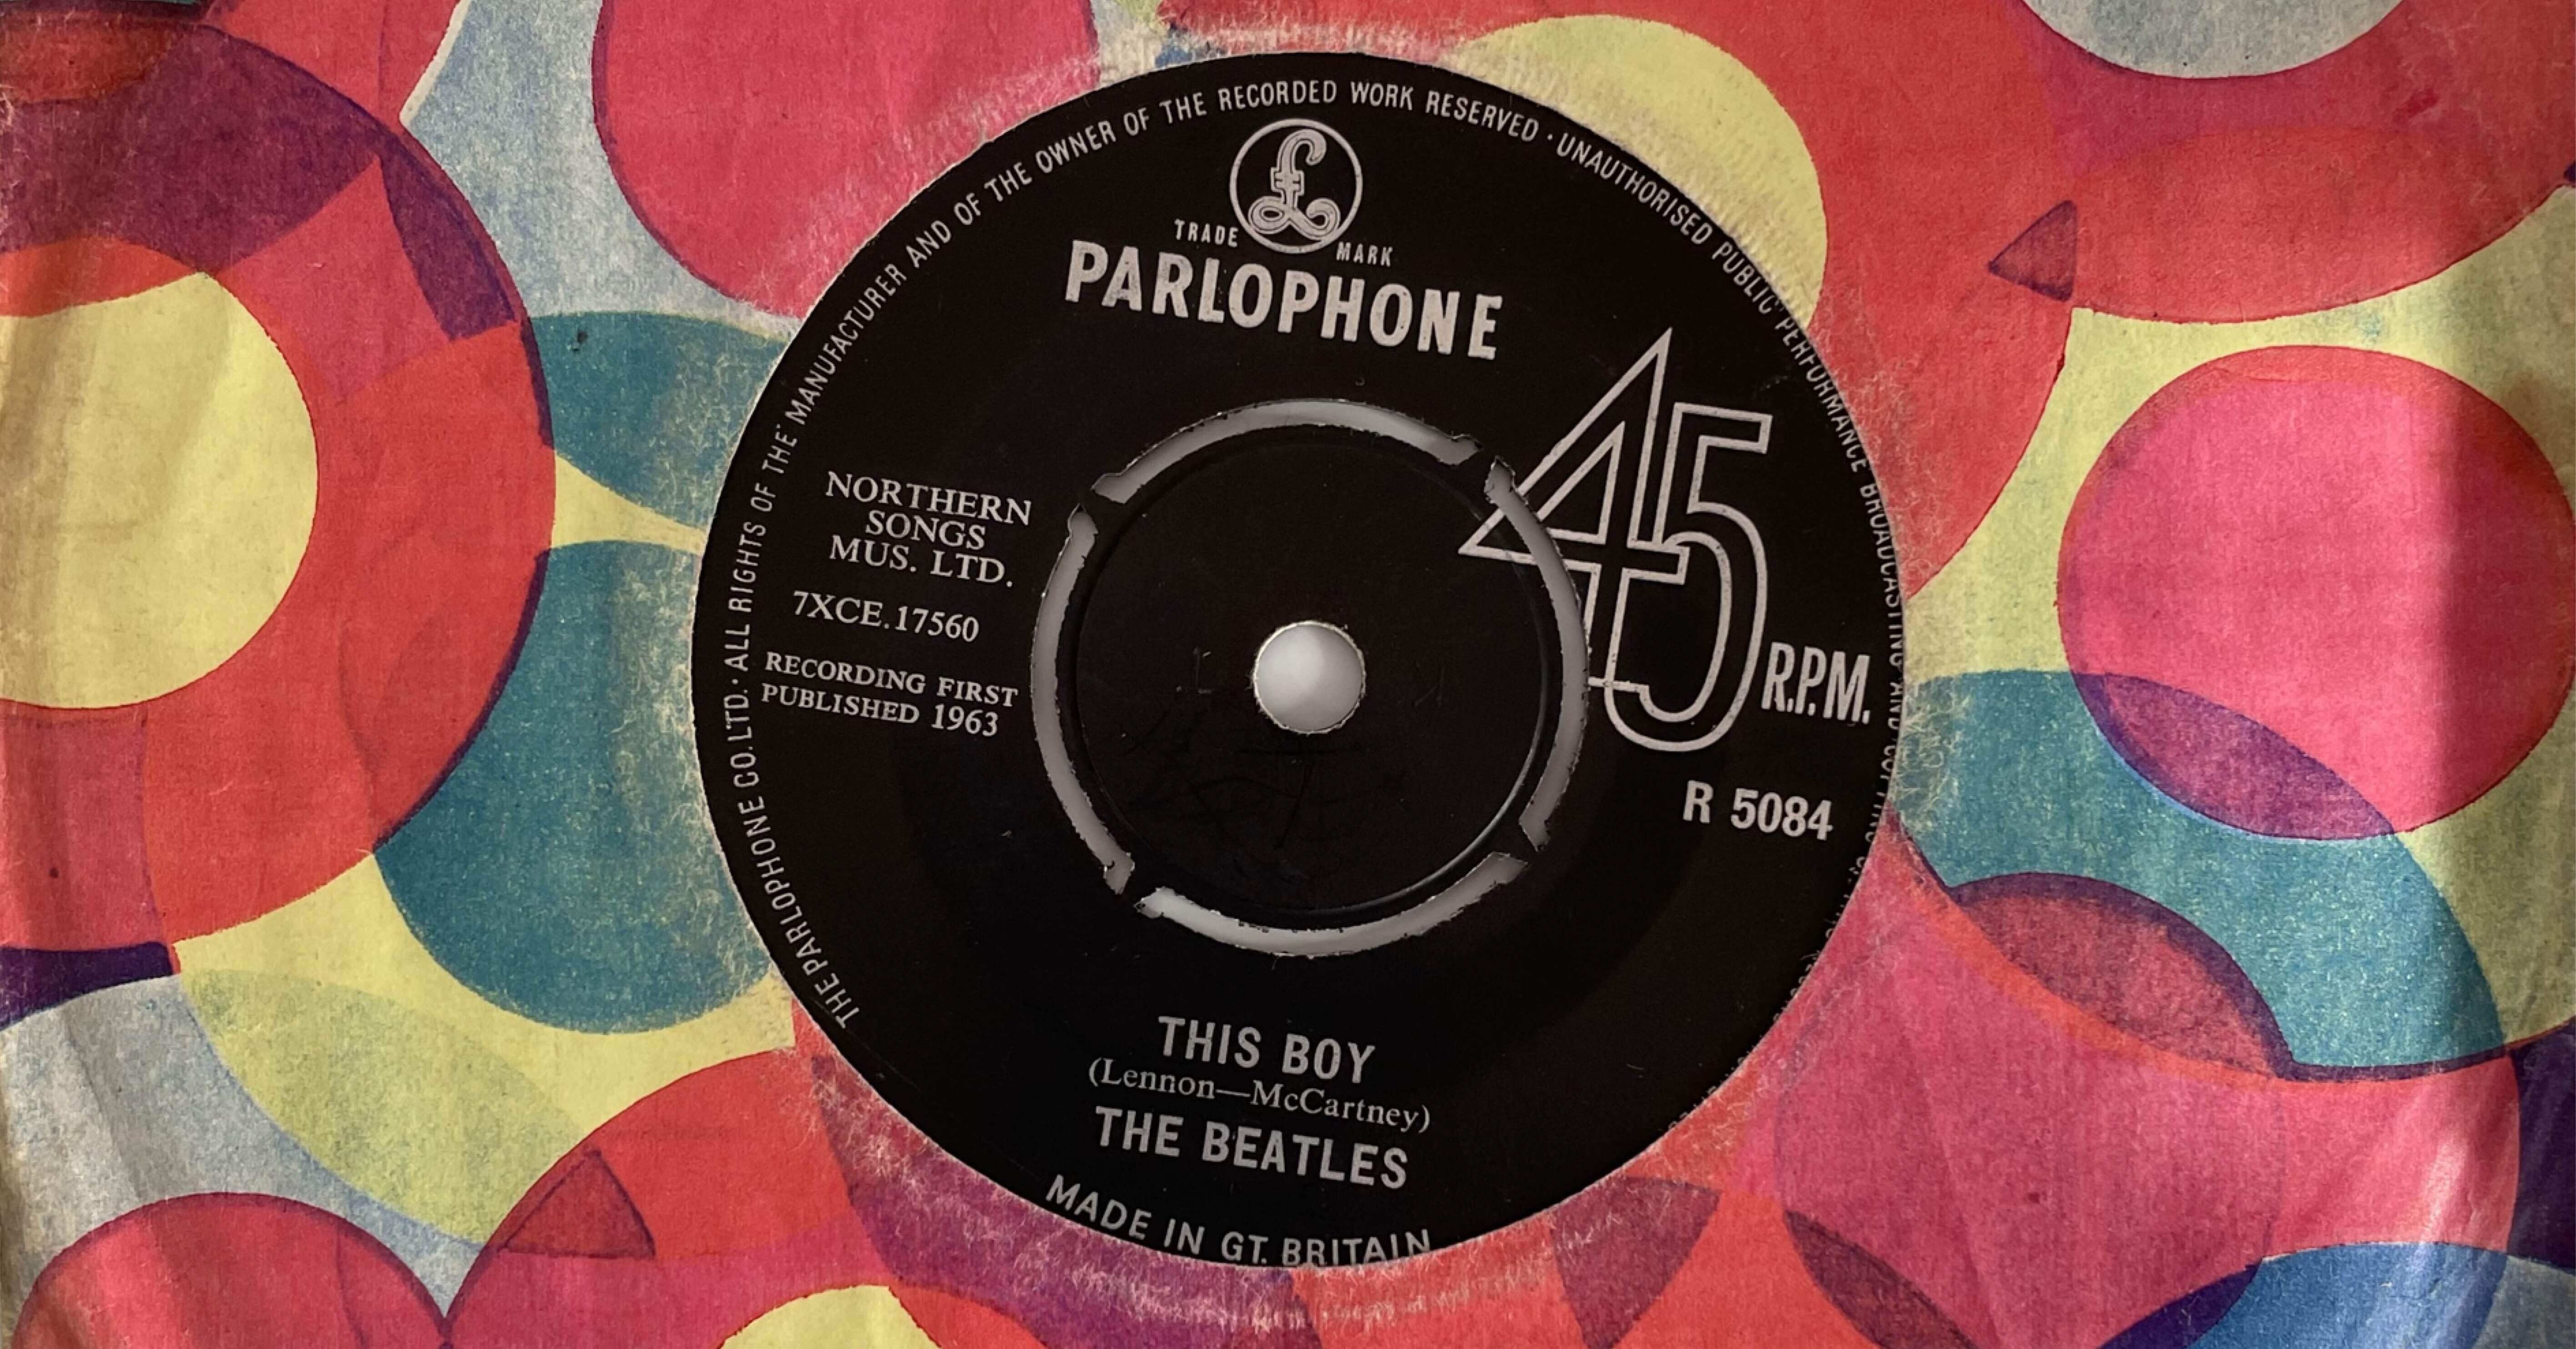 THE PARLOPHONE CO. LTD. · ALL RIGHTS OF THE MANUFACTURER AND OF THE OWNER OF THE RECORDED WORK RESERVED · UNAUTHORISED PUBLIC PERFORMANCE BROADCASTING AND
£
TRADE MARK
PARLOPHONE
45 R.P.M.
NORTHERN
SONGS
MUS. LTD.
7XCE.17560
RECORDING FIRST
PUBLISHED 1963
R 5084
THIS BOY
(Lennon—McCartney)
THE BEATLES
MADE IN GT. BRITAIN